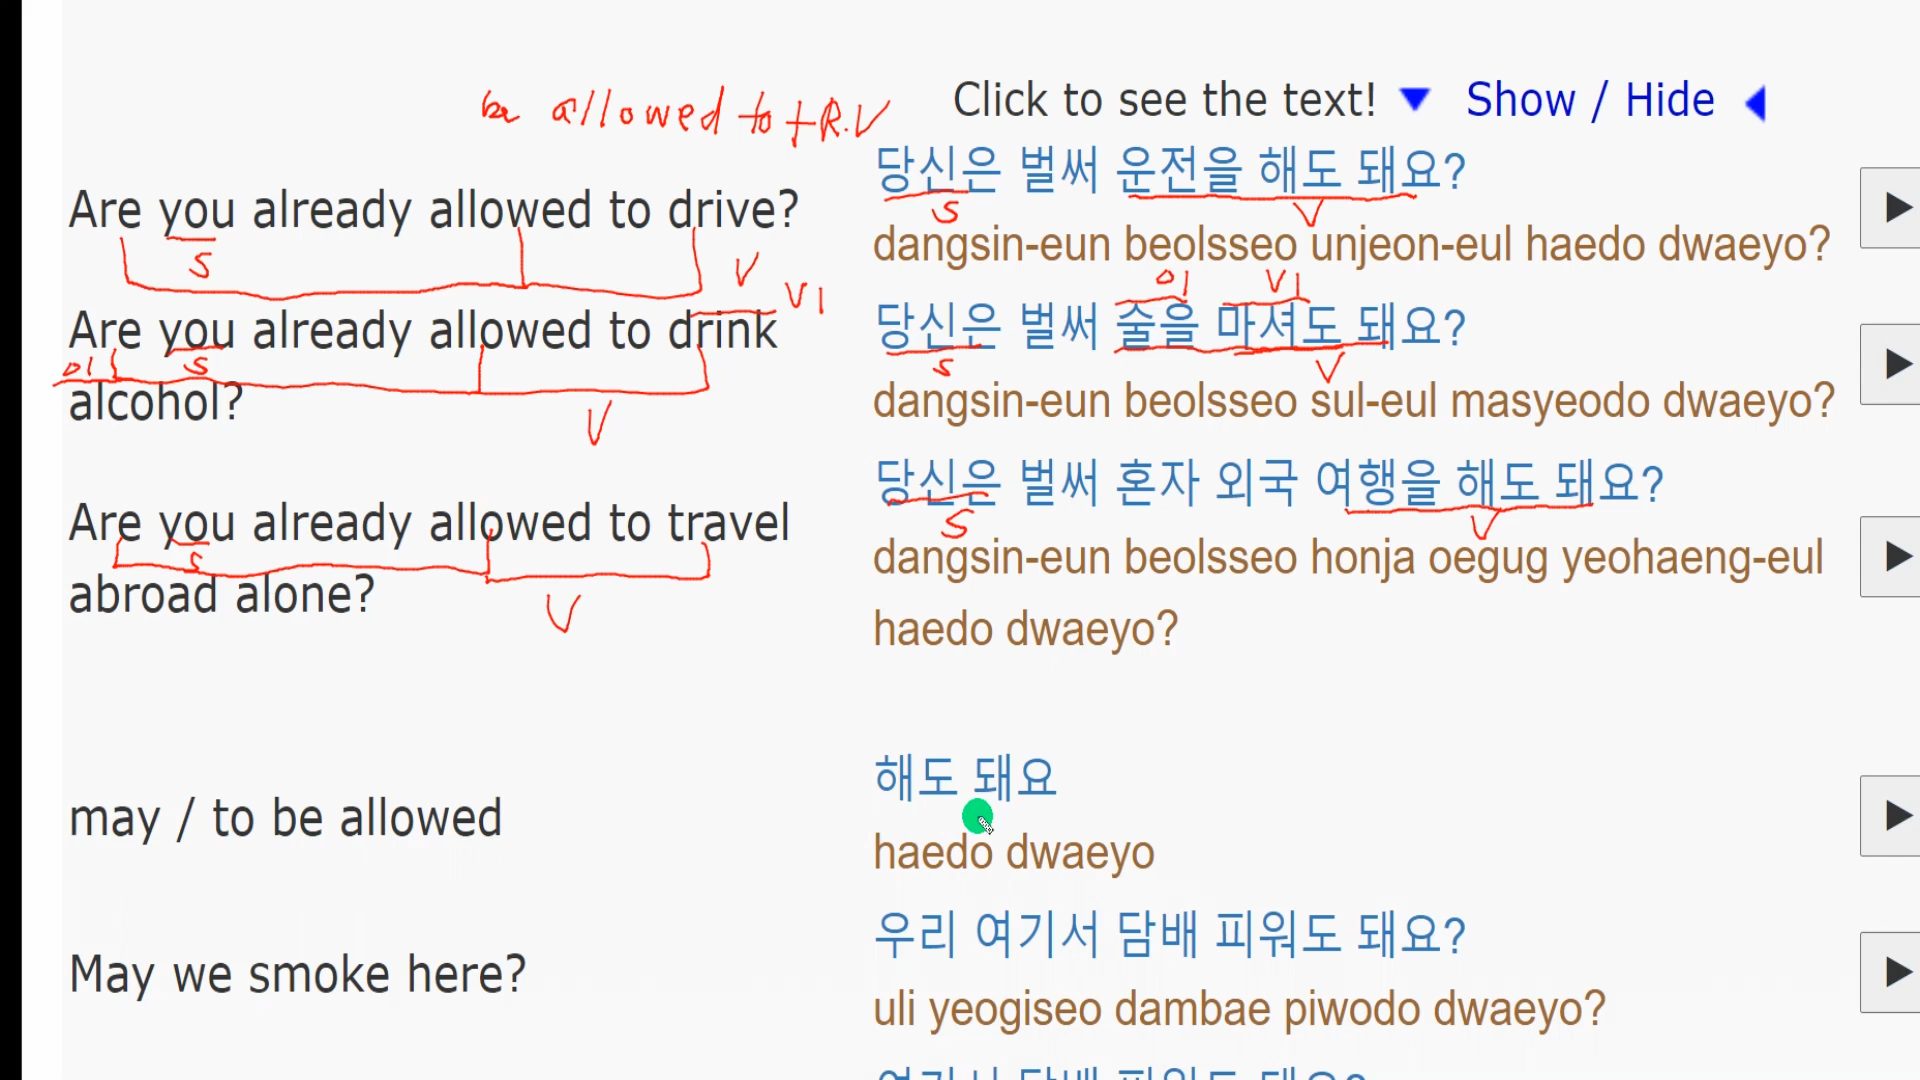 be allowed to + R.V
Click to see the text! Show / Hide
Are you already allowed to drive?
S
V
당신은 벌써 운전을 해도 돼요?
S
V
dangsin-eun beolsseo unjeon-eul haedo dwaeyo?
V1
Are you already allowed to drink
O1
S
alcohol?
V
O1
V1
당신은 벌써 술을 마셔도 돼요?
S
V
dangsin-eun beolsseo sul-eul masyeodo dwaeyo?
Are you already allowed to travel
S
abroad alone?
V
당신은 벌써 혼자 외국 여행을 해도 돼요?
S
V
dangsin-eun beolsseo honja oegug yeohaeng-eul
haedo dwaeyo?
may / to be allowed
해도 돼요
haedo dwaeyo
May we smoke here?
우리 여기서 담배 피워도 돼요?
uli yeogiseo dambae piwodo dwaeyo?